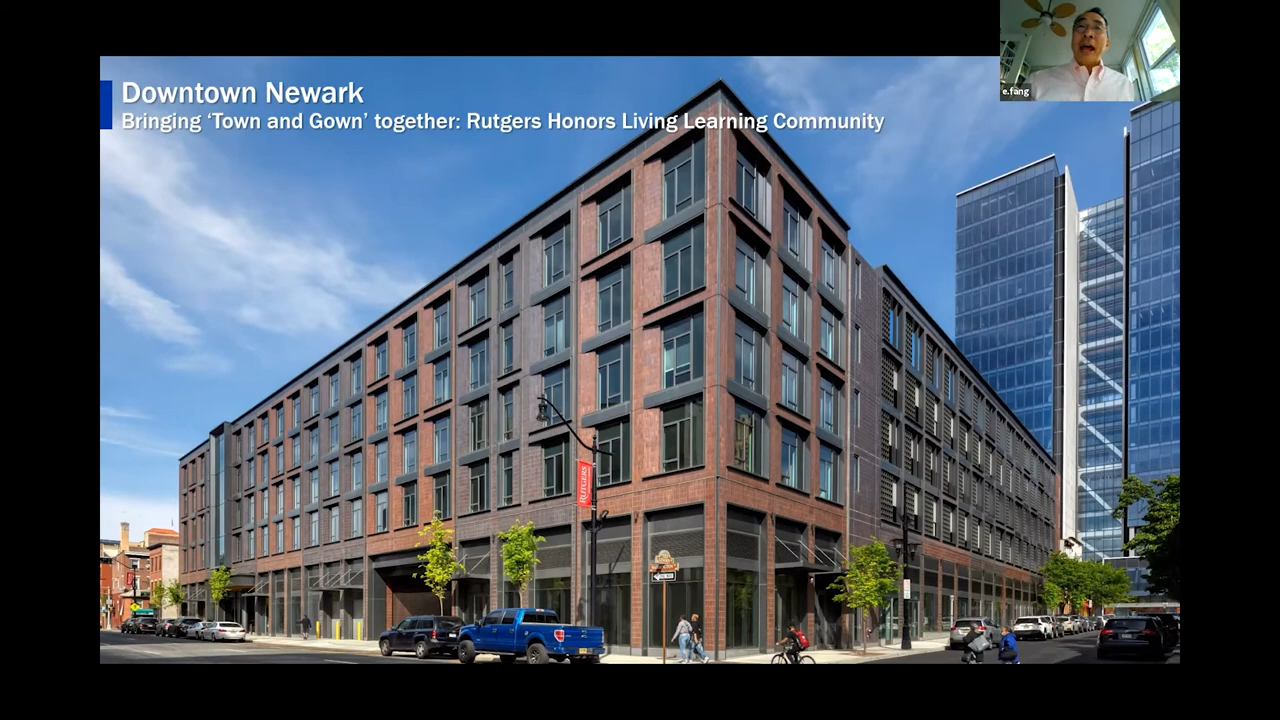 Downtown Newark
Bringing ‘Town and Gown’ together: Rutgers Honors Living Learning Community
e.fang
RUTGERS